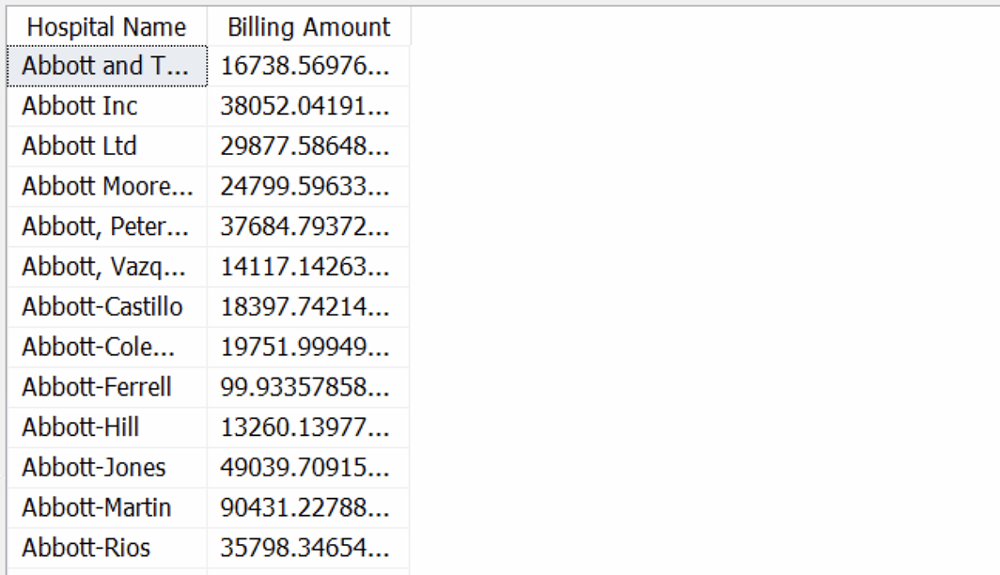 Hospital Name Billing Amount
Abbott and T... 16738.56976...
Abbott Inc 38052.04191...
Abbott Ltd 29877.58648...
Abbott Moore... 24799.59633...
Abbott, Peter... 37684.79372...
Abbott, Vazq... 14117.14263...
Abbott-Castillo 18397.74214...
Abbott-Cole... 19751.99949...
Abbott-Ferrell 99.93357858...
Abbott-Hill 13260.13977...
Abbott-Jones 49039.70915...
Abbott-Martin 90431.22788...
Abbott-Rios 35798.34654...